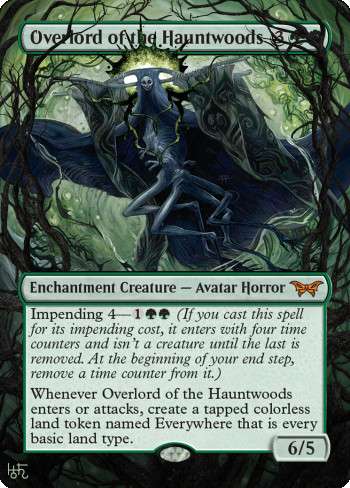 Overlord of the Hauntwoods 3
Enchantment Creature — Avatar Horror
Impending 4—1 (If you cast this spell
for its impending cost, it enters with four time
counters and isn't a creature until the last is
removed. At the beginning of your end step,
remove a time counter from it.)
Whenever Overlord of the Hauntwoods
enters or attacks, create a tapped colorless
land token named Everywhere that is every
basic land type.
6/5